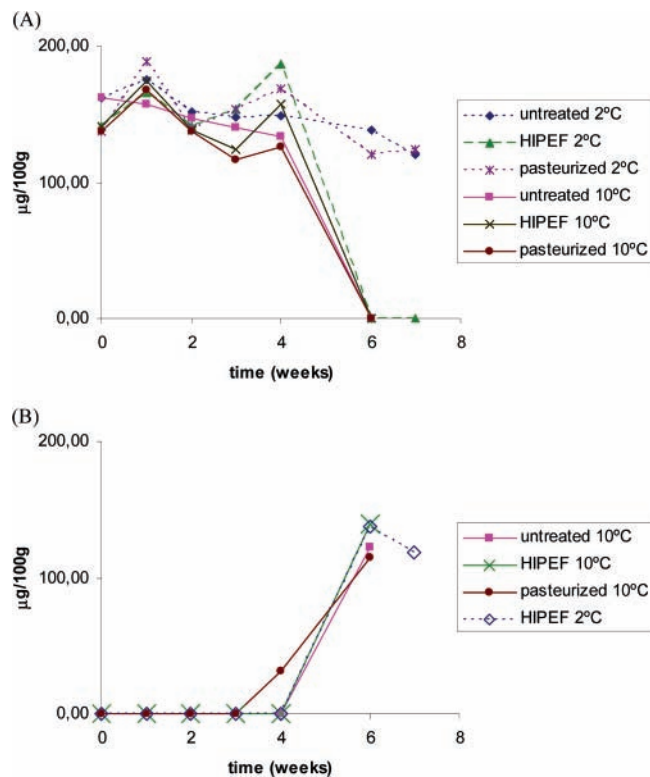 (A)
200,00
100,00
0,00
µg/100g
0 2 4 6 8
time (weeks)
untreated 2ºC
HIPEF 2ºC
pasteurized 2ºC
untreated 10ºC
HIPEF 10ºC
pasteurized 10ºC
(B)
200,00
100,00
0,00
µg/100g
0 2 4 6 8
time (weeks)
untreated 10ºC
HIPEF 10ºC
pasteurized 10ºC
HIPEF 2ºC